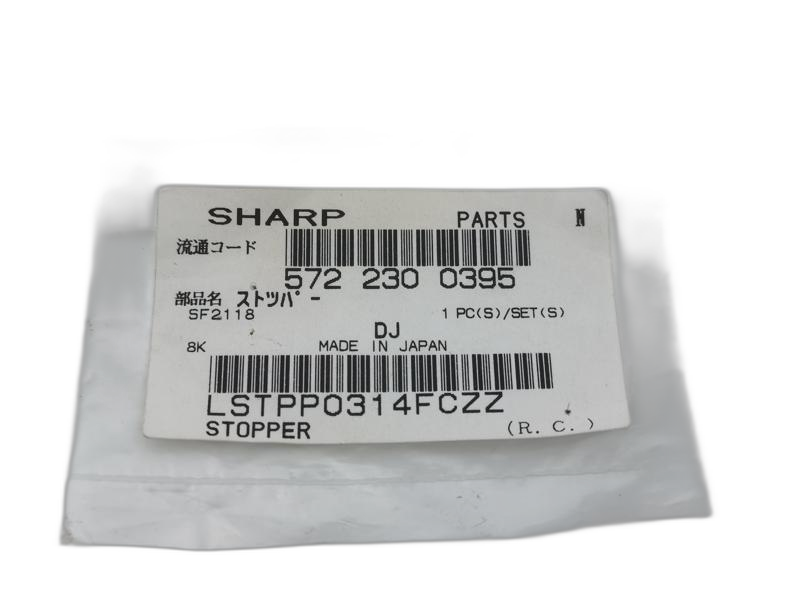 SHARP PARTS N
流通コード
572 230 0395
部品名 ストツパー
SF2118 1 PC(S)/SET(S)
DJ
8K MADE IN JAPAN
LSTPP0314FCZZ
STOPPER (R. C. )